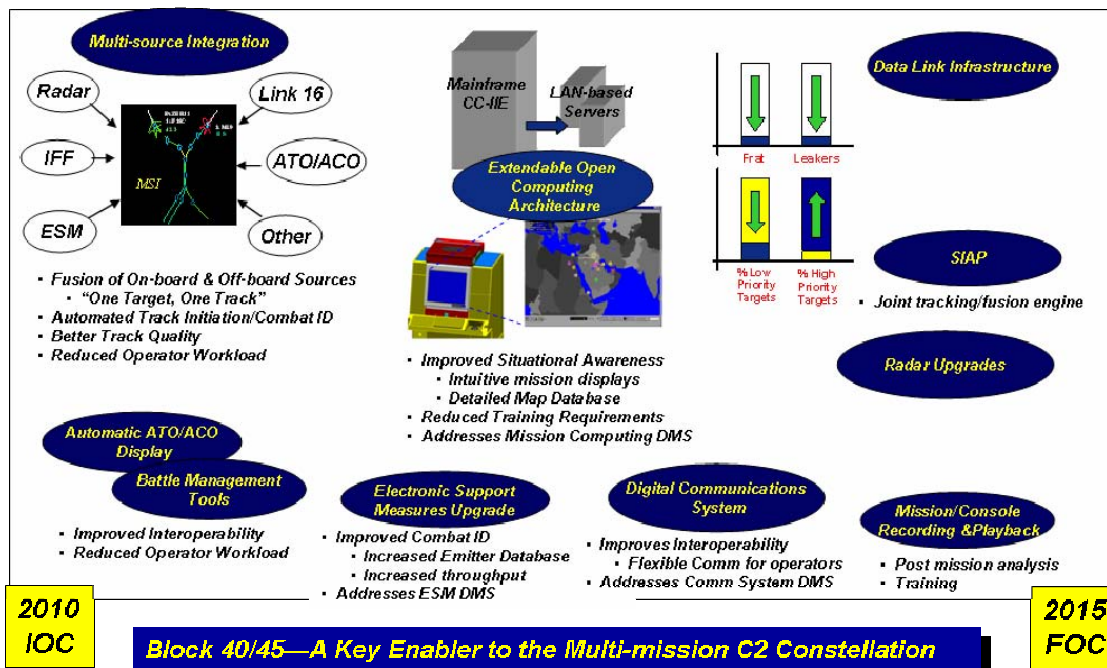 Multi-source Integration
Radar
IFF
ESM
Link 16
ATO/ACO
Other
MSI
▪ Fusion of On-board & Off-board Sources
▪ "One Target, One Track"
▪ Automated Track Initiation/Combat ID
▪ Better Track Quality
▪ Reduced Operator Workload
Mainframe
CC-IIE
LAN-based
Servers
Extendable Open
Computing
Architecture
▪ Improved Situational Awareness
▪ Intuitive mission displays
▪ Detailed Map Database
▪ Reduced Training Requirements
▪ Addresses Mission Computing DMS
Frat
Leakers
% Low
Priority
Targets
% High
Priority
Targets
Data Link Infrastructure
SIAP
▪ Joint tracking/fusion engine
Radar Upgrades
Automatic ATO/ACO
Display
Battle Management
Tools
▪ Improved Interoperability
▪ Reduced Operator Workload
Electronic Support
Measures Upgrade
▪ Improved Combat ID
▪ Increased Emitter Database
▪ Increased throughput
▪ Addresses ESM DMS
Digital Communications
System
▪ Improves Interoperability
▪ Flexible Comm for operators
▪ Addresses Comm System DMS
Mission/Console
Recording &Playback
▪ Post mission analysis
▪ Training
2010
IOC
Block 40/45—A Key Enabler to the Multi-mission C2 Constellation
2015
FOC